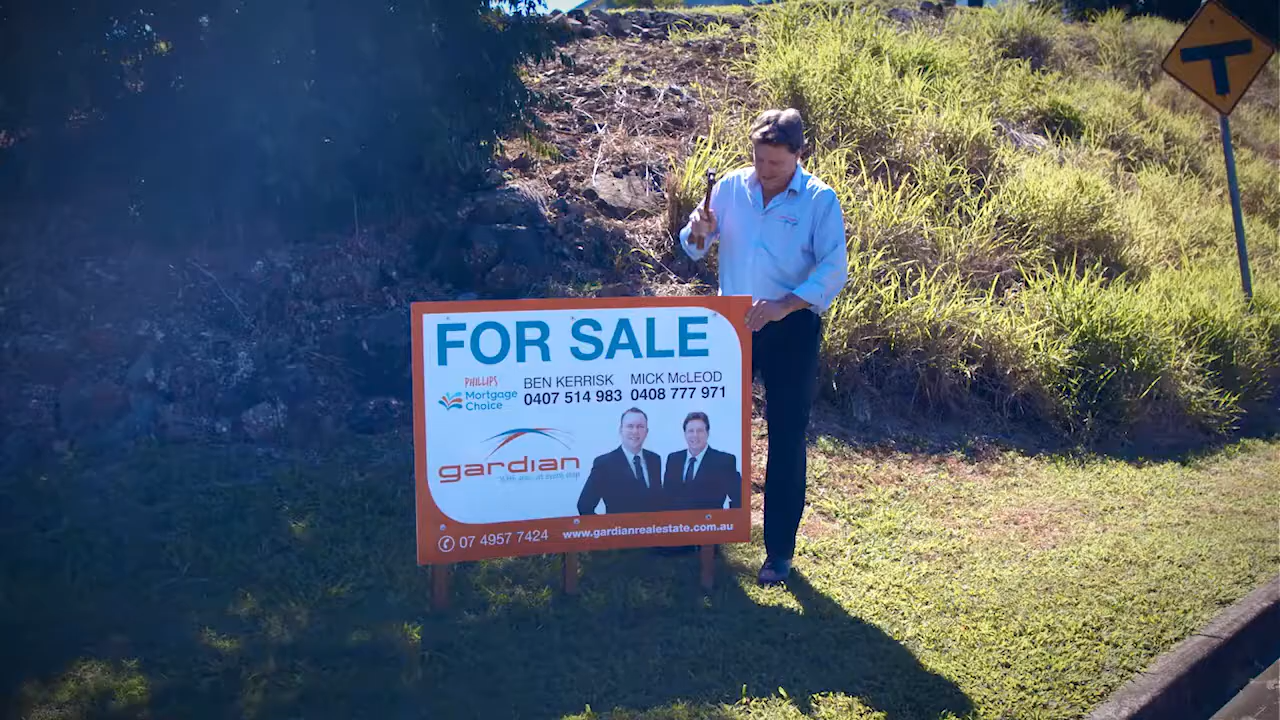 FOR SALE
PHILLIPS
Mortgage
Choice
BEN KERRISK
0407 514 983
MICK McLEOD
0408 777 971
gardian
07 4957 7424
www.gardianrealestate.com.au